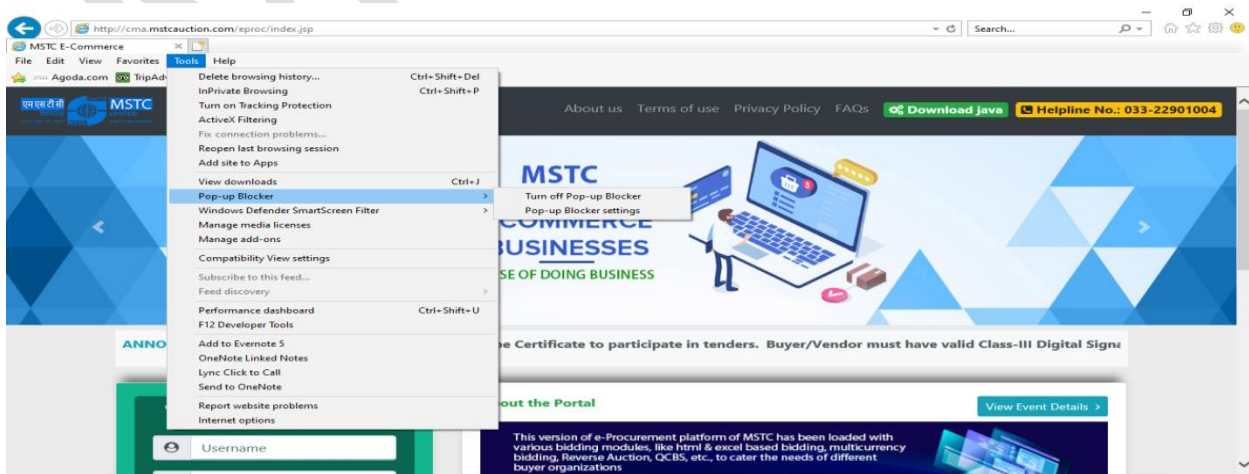 http://cma.mstcauction.com/eproc/index.jsp
Search...
MSTC E-Commerce
File Edit View Favorites Tools Help
Agoda.com TripAdv
Delete browsing history... Ctrl+Shift+Del
InPrivate Browsing Ctrl+Shift+P
Turn on Tracking Protection
ActiveX Filtering
Fix connection problems...
Reopen last browsing session
Add site to Apps
View downloads Ctrl+J
Pop-up Blocker
Windows Defender SmartScreen Filter
Manage media licenses
Manage add-ons
Compatibility View settings
Subscribe to this feed...
Feed discovery
Performance dashboard Ctrl+Shift+U
F12 Developer Tools
Add to Evernote 5
OneNote Linked Notes
Lync Click to Call
Send to OneNote
Report website problems
Internet options
Turn off Pop-up Blocker
Pop-up Blocker settings
एम एस टी सी MSTC
About us Terms of use Privacy Policy FAQs Download java Helpline No.: 033-22901004
MSTC
COMMERCE
BUSINESSES
SE OF DOING BUSINESS
ANNO
be Certificate to participate in tenders. Buyer/Vendor must have valid Class-III Digital Signa
out the Portal
View Event Details
Username
This version of e-Procurement platform of MSTC has been loaded with
various bidding modules, like html & excel based bidding, multicurrency
bidding, Reverse Auction, QCBS, etc., to cater the needs of different
buyer organizations